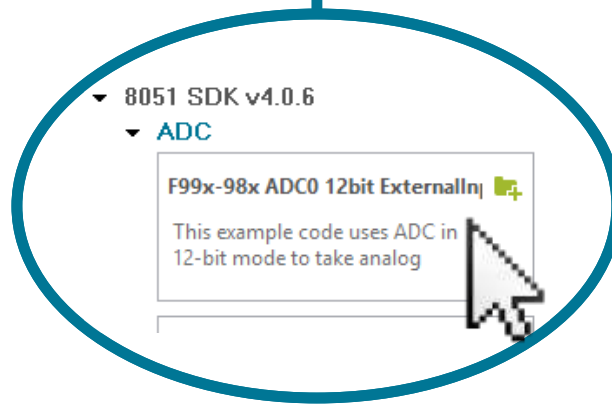 8051 SDK v4.0.6
ADC
F99x-98x ADC0 12bit ExternalIn
This example code uses ADC in
12-bit mode to take analog